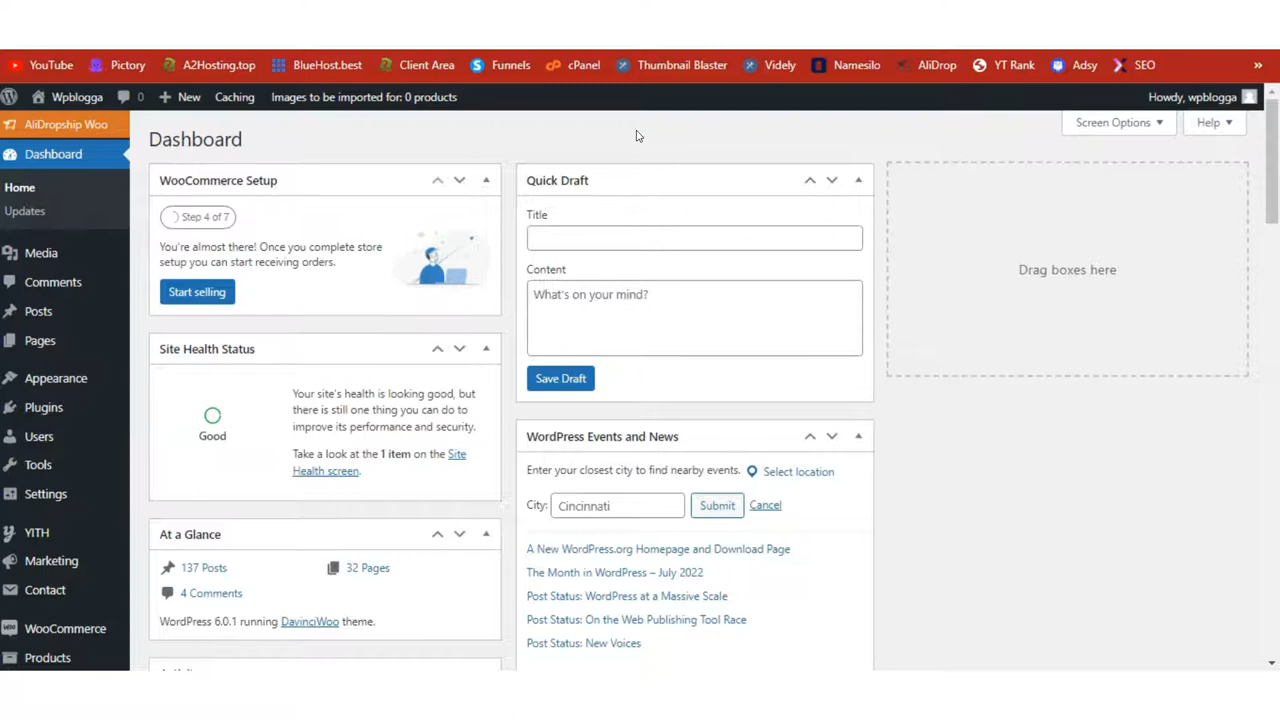 YouTube Pictory A2Hosting.top BlueHost.best Client Area Funnels cPanel Thumbnail Blaster Videly Namesilo AliDrop YT Rank Adsy SEO »
Wpblogga 0 + New Caching Images to be imported for: 0 products Howdy, wpblogga
AliDropship Woo
Dashboard
Home
Updates
Media
Comments
Posts
Pages
Appearance
Plugins
Users
Tools
Settings
YITH
Marketing
Contact
WooCommerce
Products
Screen Options Help
Dashboard
WooCommerce Setup
Step 4 of 7
You're almost there! Once you complete store
setup you can start receiving orders.
Start selling
Site Health Status
Good
Your site's health is looking good, but
there is still one thing you can do to
improve its performance and security.
Take a look at the 1 item on the Site
Health screen.
At a Glance
137 Posts 32 Pages
4 Comments
WordPress 6.0.1 running DavinciWoo theme.
Quick Draft
Title
Content
What's on your mind?
Save Draft
WordPress Events and News
Enter your closest city to find nearby events. Select location
City: Cincinnati Submit Cancel
A New WordPress.org Homepage and Download Page
The Month in WordPress – July 2022
Post Status: WordPress at a Massive Scale
Post Status: On the Web Publishing Tool Race
Post Status: New Voices
Drag boxes here